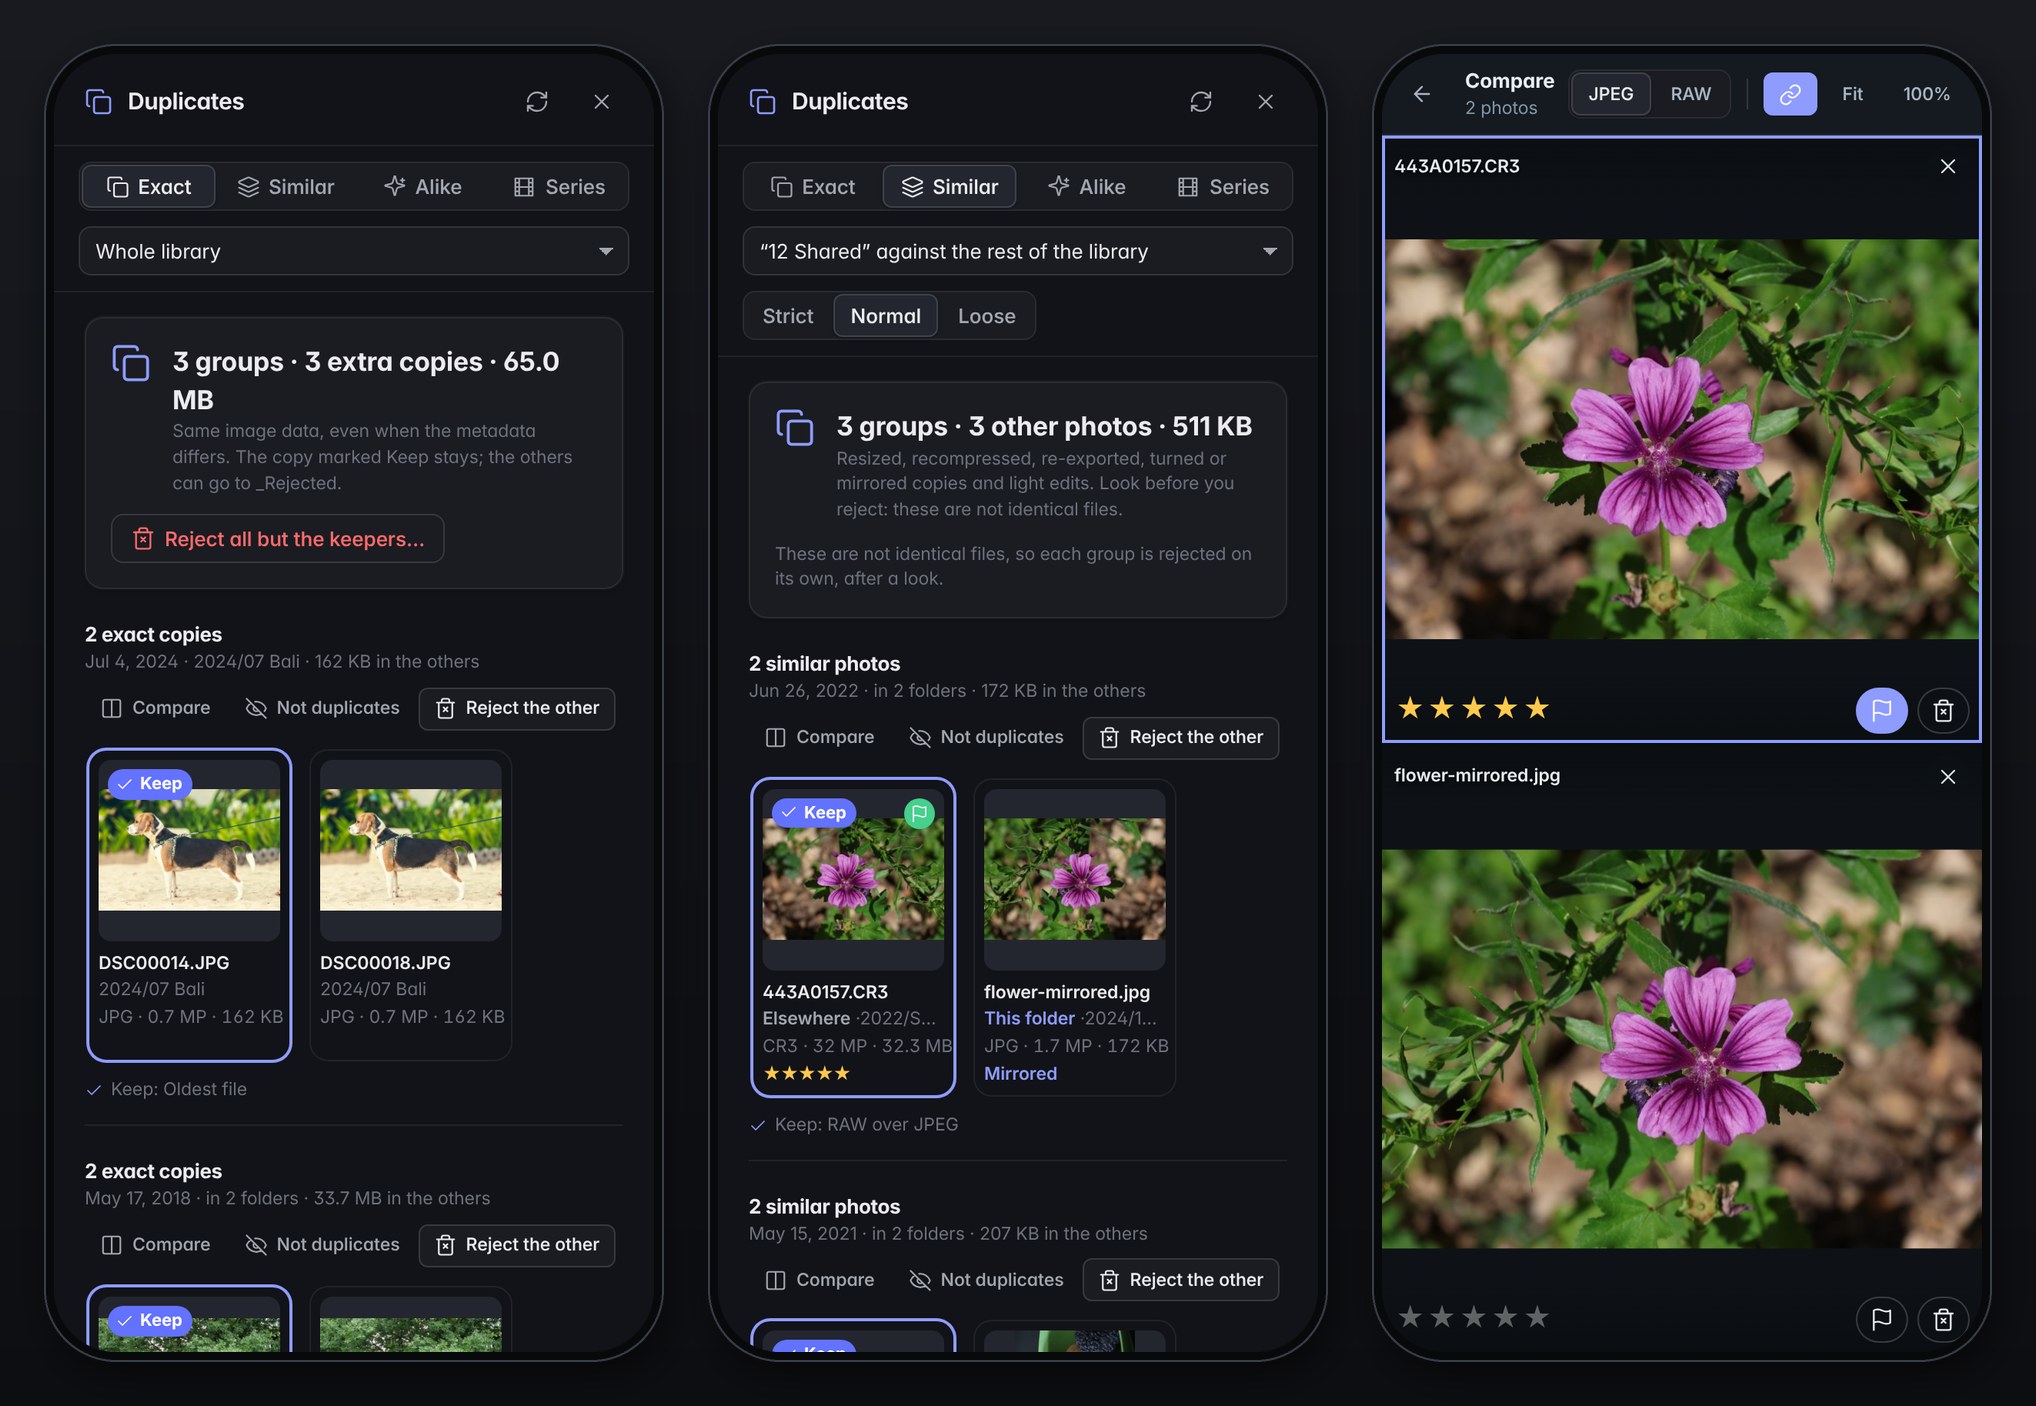 Duplicates
Exact Similar Alike Series
Whole library
3 groups · 3 extra copies · 65.0
MB
Same image data, even when the metadata
differs. The copy marked Keep stays; the others
can go to _Rejected.
Reject all but the keepers...
2 exact copies
Jul 4, 2024 · 2024/07 Bali · 162 KB in the others
Compare Not duplicates Reject the other
Keep
DSC00014.JPG
2024/07 Bali
JPG · 0.7 MP · 162 KB
DSC00018.JPG
2024/07 Bali
JPG · 0.7 MP · 162 KB
Keep: Oldest file
2 exact copies
May 17, 2018 · in 2 folders · 33.7 MB in the others
Compare Not duplicates Reject the other
Keep
Duplicates
Exact Similar Alike Series
“12 Shared” against the rest of the library
Strict Normal Loose
3 groups · 3 other photos · 511 KB
Resized, recompressed, re-exported, turned or
mirrored copies and light edits. Look before you
reject: these are not identical files.
These are not identical files, so each group is rejected on
its own, after a look.
2 similar photos
Jun 26, 2022 · in 2 folders · 172 KB in the others
Compare Not duplicates Reject the other
Keep
443A0157.CR3
Elsewhere ·2022/S...
CR3 · 32 MP · 32.3 MB
★★★★★
flower-mirrored.jpg
This folder ·2024/1...
JPG · 1.7 MP · 172 KB
Mirrored
Keep: RAW over JPEG
2 similar photos
May 15, 2021 · in 2 folders · 207 KB in the others
Compare Not duplicates Reject the other
Keep
Compare
2 photos
JPEG RAW Fit 100%
443A0157.CR3
★★★★★
flower-mirrored.jpg
★★★★★